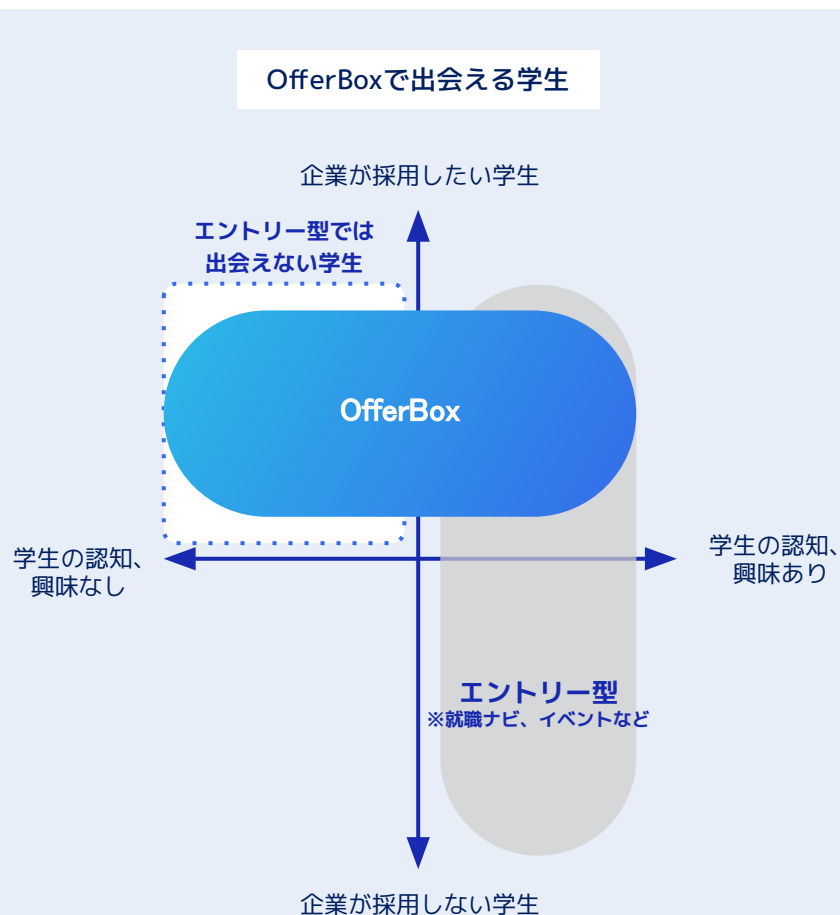 OfferBoxで出会える学生
企業が採用したい学生
エントリー型では
出会えない学生
OfferBox
学生の認知、
興味なし
学生の認知、
興味あり
エントリー型
※就職ナビ、イベントなど
企業が採用しない学生